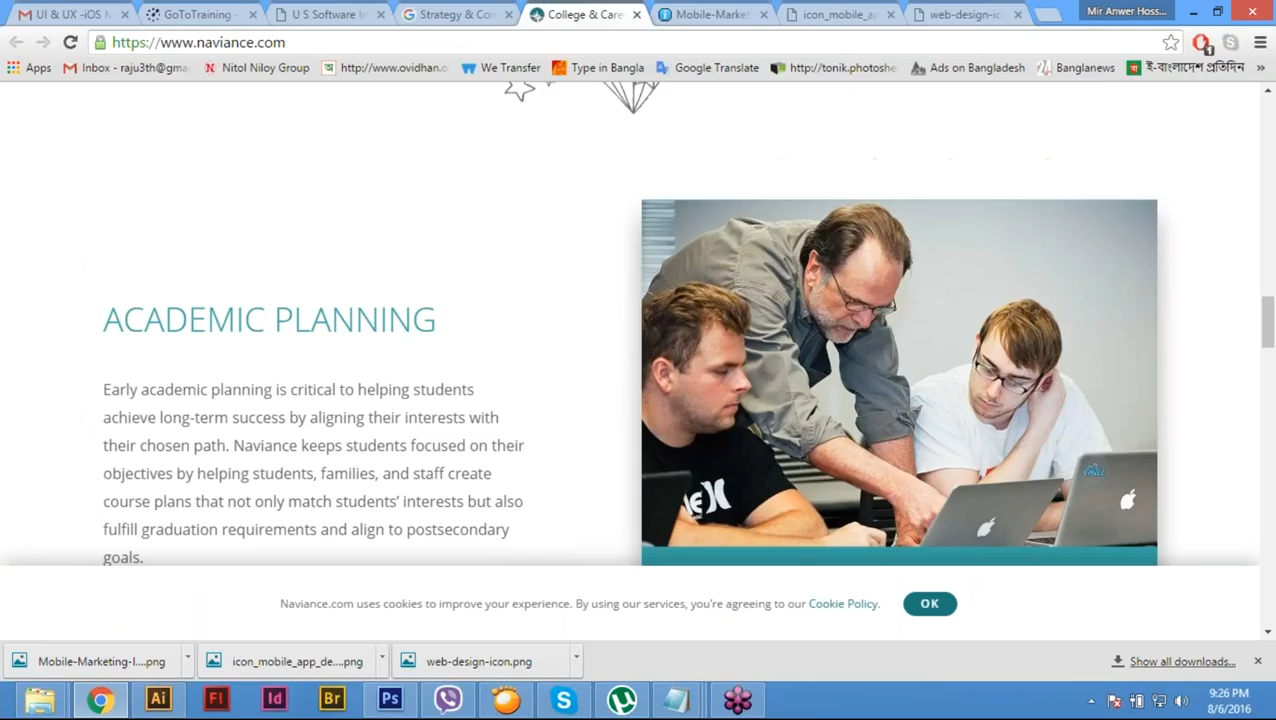 UI & UX -iOS M
GoToTraining -
U S Software In
Strategy & Con
College & Care
Mobile-Market
icon_mobile_ap
web-design-ico
Mir Anwer Hoss...
https://www.naviance.com
Apps
Inbox - raju3th@gma
Nitol Niloy Group
http://www.ovidhan.c
We Transfer
Type in Bangla
Google Translate
http://tonik.photoshe
Ads on Bangladesh
Banglanews
ই-বাংলাদেশ প্রতিদিন
»
ACADEMIC PLANNING
Early academic planning is critical to helping students
achieve long-term success by aligning their interests with
their chosen path. Naviance keeps students focused on their
objectives by helping students, families, and staff create
course plans that not only match students’ interests but also
fulfill graduation requirements and align to postsecondary
goals.
Naviance.com uses cookies to improve your experience. By using our services, you're agreeing to our Cookie Policy.
OK
Mobile-Marketing-I....png
icon_mobile_app_de....png
web-design-icon.png
Show all downloads...
Ai
Fl
Id
Br
Ps
9:26 PM
8/6/2016